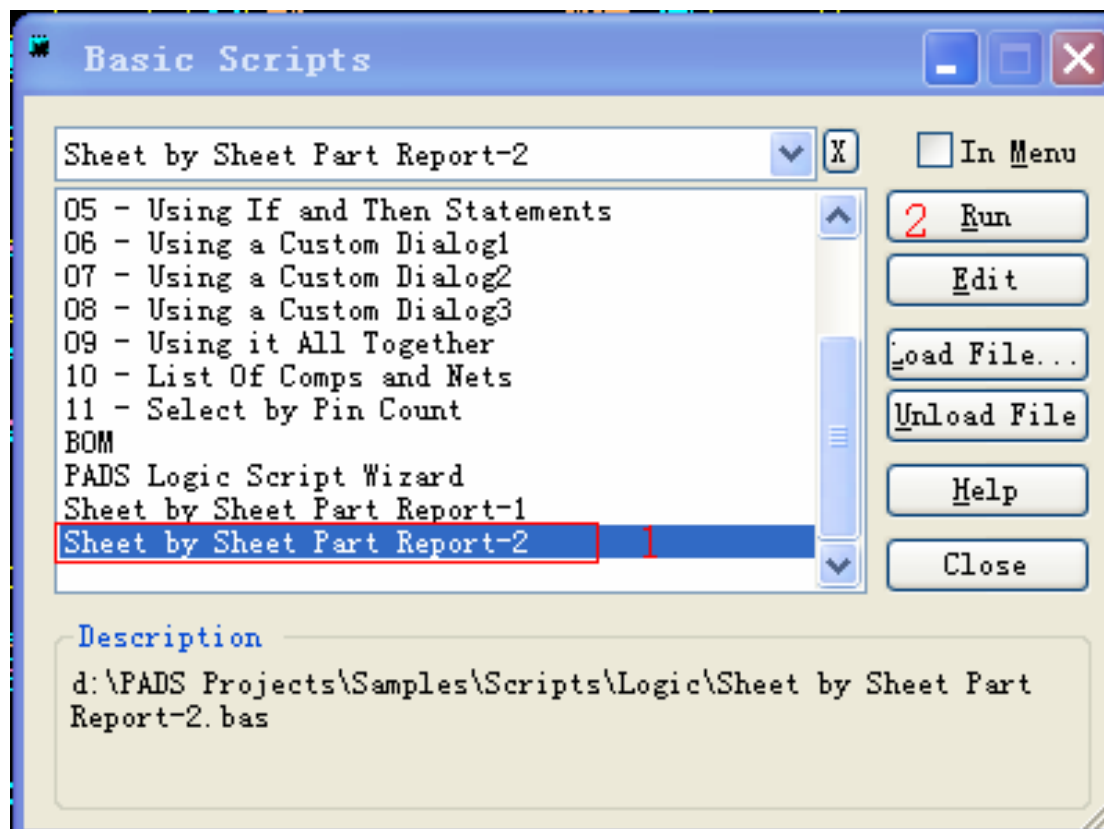 Basic Scripts
Sheet by Sheet Part Report-2
X
In Menu
05 - Using If and Then Statements
06 - Using a Custom Dialog1
07 - Using a Custom Dialog2
08 - Using a Custom Dialog3
09 - Using it All Together
10 - List Of Comps and Nets
11 - Select by Pin Count
BOM
PADS Logic Script Wizard
Sheet by Sheet Part Report-1
Sheet by Sheet Part Report-2
1
2 Run
Edit
Load File...
Unload File
Help
Close
Description
d:\PADS Projects\Samples\Scripts\Logic\Sheet by Sheet Part
Report-2.bas